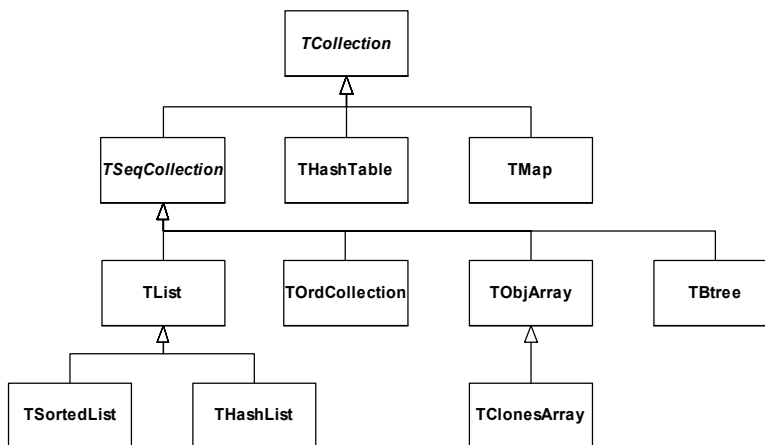 TCollection
TSeqCollection
THashTable
TMap
TList
TOrdCollection
TObjArray
TBtree
TSortedList
THashList
TClonesArray